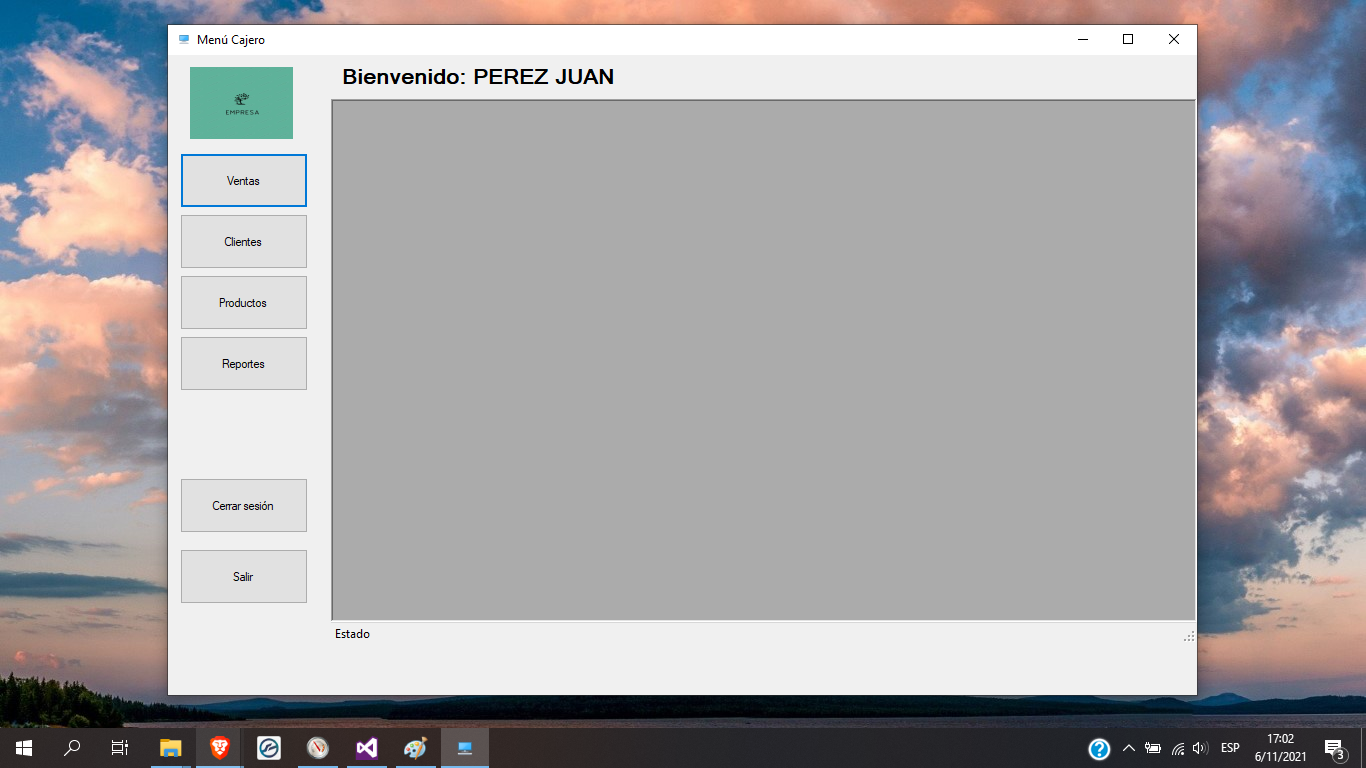 Menú Cajero
EMPRESA
Bienvenido: PEREZ JUAN
Ventas
Clientes
Productos
Reportes
Cerrar sesión
Salir
Estado
ESP
17:02
6/11/2021
3